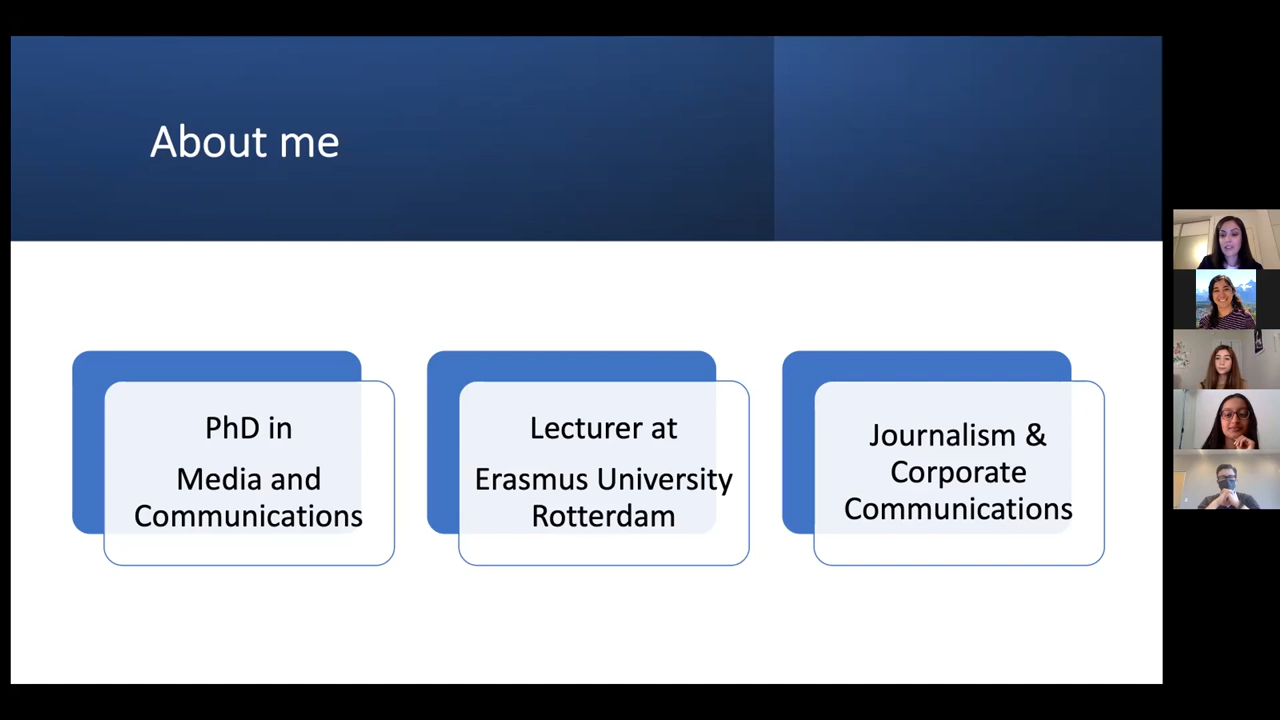 About me
PhD in
Media and
Communications
Lecturer at
Erasmus University
Rotterdam
Journalism &
Corporate
Communications